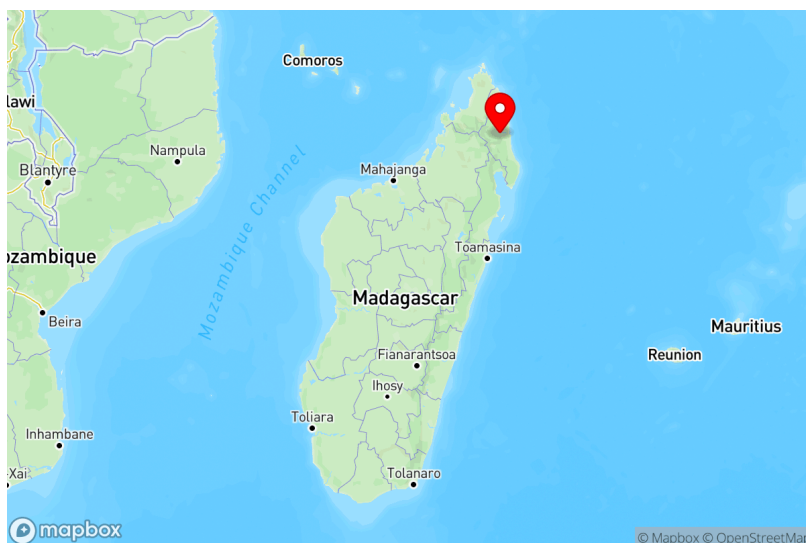 Comoros
lawi
Nampula
Blantyre
Mahajanga
Mozambique Channel
Toamasina
ozambique
Madagascar
Beira
Mauritius
Reunion
Fianarantsoa
Ihosy
Toliara
Inhambane
-Xai
Tolanaro
mapbox
© Mapbox © OpenStreetMap